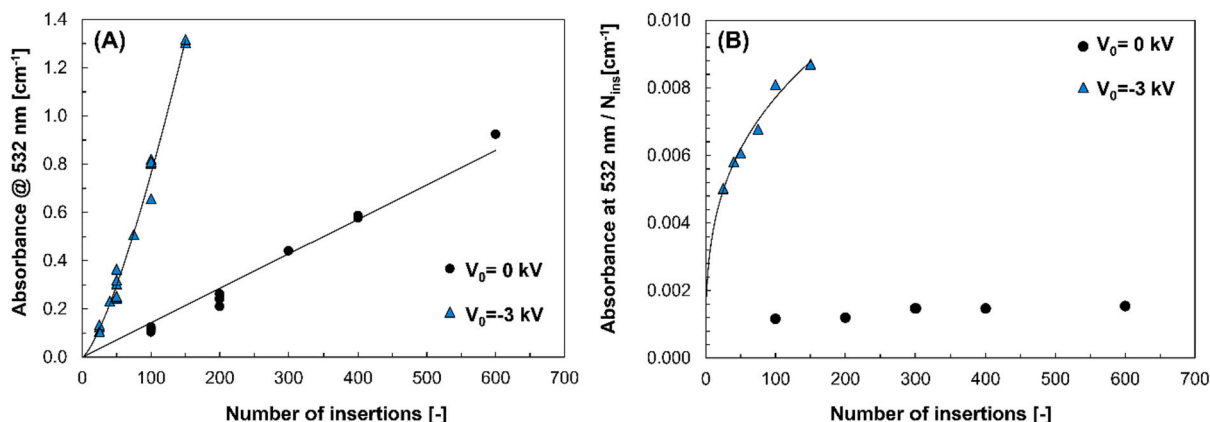 (A)
Absorbance @ 532 nm [cm⁻¹]
1.4
1.2
1.0
0.8
0.6
0.4
0.2
0.0
0 100 200 300 400 500 600 700
Number of insertions [-]
V₀= 0 kV
V₀=-3 kV
(B)
Absorbance at 532 nm / Nᵢₙₛ[cm⁻¹]
0.010
0.008
0.006
0.004
0.002
0.000
0 100 200 300 400 500 600 700
Number of insertions [-]
V₀= 0 kV
V₀=-3 kV